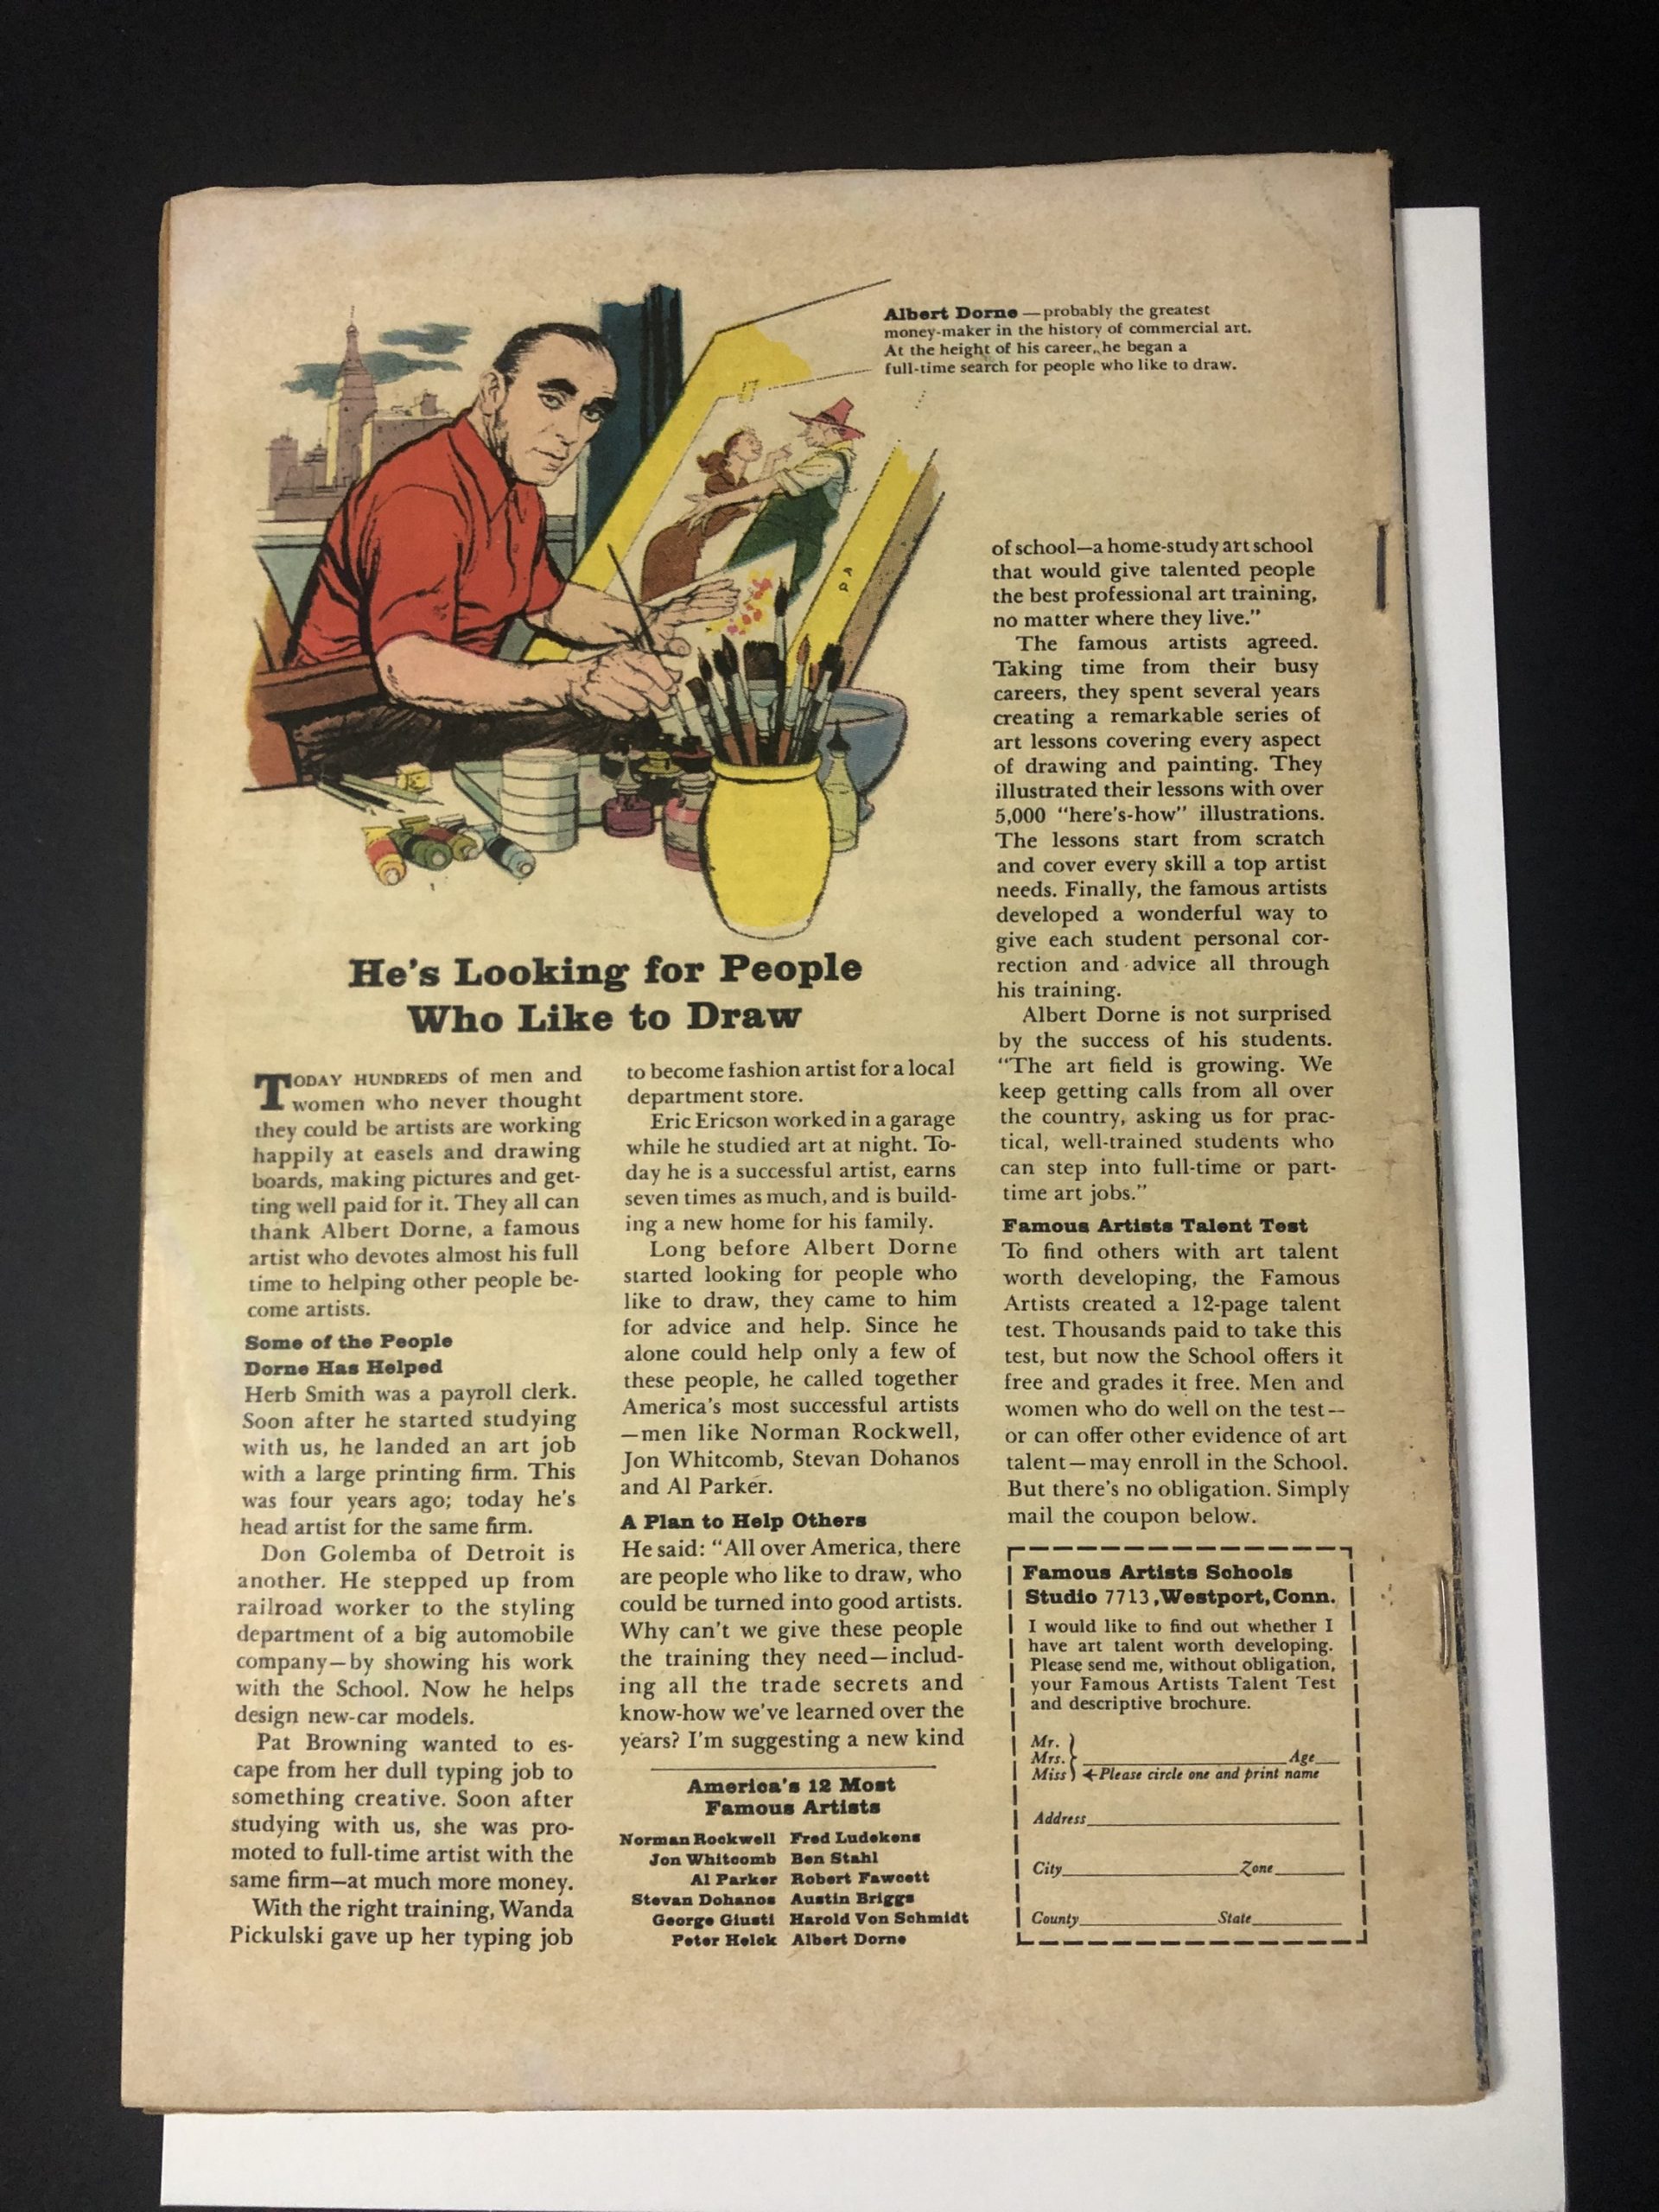 Albert Dorne — probably the greatest
money-maker in the history of commercial art.
At the height of his career, he began a
full-time search for people who like to draw.
He's Looking for People
Who Like to Draw
TODAY HUNDREDS of men and
women who never thought
they could be artists are working
happily at easels and drawing
boards, making pictures and get-
ting well paid for it. They all can
thank Albert Dorne, a famous
artist who devotes almost his full
time to helping other people be-
come artists.
Some of the People
Dorne Has Helped
Herb Smith was a payroll clerk.
Soon after he started studying
with us, he landed an art job
with a large printing firm. This
was four years ago; today he's
head artist for the same firm.
Don Golemba of Detroit is
another. He stepped up from
railroad worker to the styling
department of a big automobile
company—by showing his work
with the School. Now he helps
design new-car models.
Pat Browning wanted to es-
cape from her dull typing job to
something creative. Soon after
studying with us, she was pro-
moted to full-time artist with the
same firm—at much more money.
With the right training, Wanda
Pickulski gave up her typing job
to become fashion artist for a local
department store.
Eric Ericson worked in a garage
while he studied art at night. To-
day he is a successful artist, earns
seven times as much, and is build-
ing a new home for his family.
Long before Albert Dorne
started looking for people who
like to draw, they came to him
for advice and help. Since he
alone could help only a few of
these people, he called together
America's most successful artists
—men like Norman Rockwell,
Jon Whitcomb, Stevan Dohanos
and Al Parker.
A Plan to Help Others
He said: "All over America, there
are people who like to draw, who
could be turned into good artists.
Why can't we give these people
the training they need—includ-
ing all the trade secrets and
know-how we've learned over the
years? I'm suggesting a new kind
America's 12 Most
Famous Artists
Norman Rockwell Fred Ludekens
Jon Whitcomb Ben Stahl
Al Parker Robert Fawcett
Stevan Dohanos Austin Briggs
George Giusti Harold Von Schmidt
Peter Helck Albert Dorne
of school—a home-study art school
that would give talented people
the best professional art training,
no matter where they live."
The famous artists agreed.
Taking time from their busy
careers, they spent several years
creating a remarkable series of
art lessons covering every aspect
of drawing and painting. They
illustrated their lessons with over
5,000 "here's-how" illustrations.
The lessons start from scratch
and cover every skill a top artist
needs. Finally, the famous artists
developed a wonderful way to
give each student personal cor-
rection and advice all through
his training.
Albert Dorne is not surprised
by the success of his students.
"The art field is growing. We
keep getting calls from all over
the country, asking us for prac-
tical, well-trained students who
can step into full-time or part-
time art jobs."
Famous Artists Talent Test
To find others with art talent
worth developing, the Famous
Artists created a 12-page talent
test. Thousands paid to take this
test, but now the School offers it
free and grades it free. Men and
women who do well on the test—
or can offer other evidence of art
talent—may enroll in the School.
But there's no obligation. Simply
mail the coupon below.
Famous Artists Schools
Studio 7713, Westport, Conn.
I would like to find out whether I
have art talent worth developing.
Please send me, without obligation,
your Famous Artists Talent Test
and descriptive brochure.
Mr.
Mrs. Age
Miss Please circle one and print name
Address
City Zone
County State